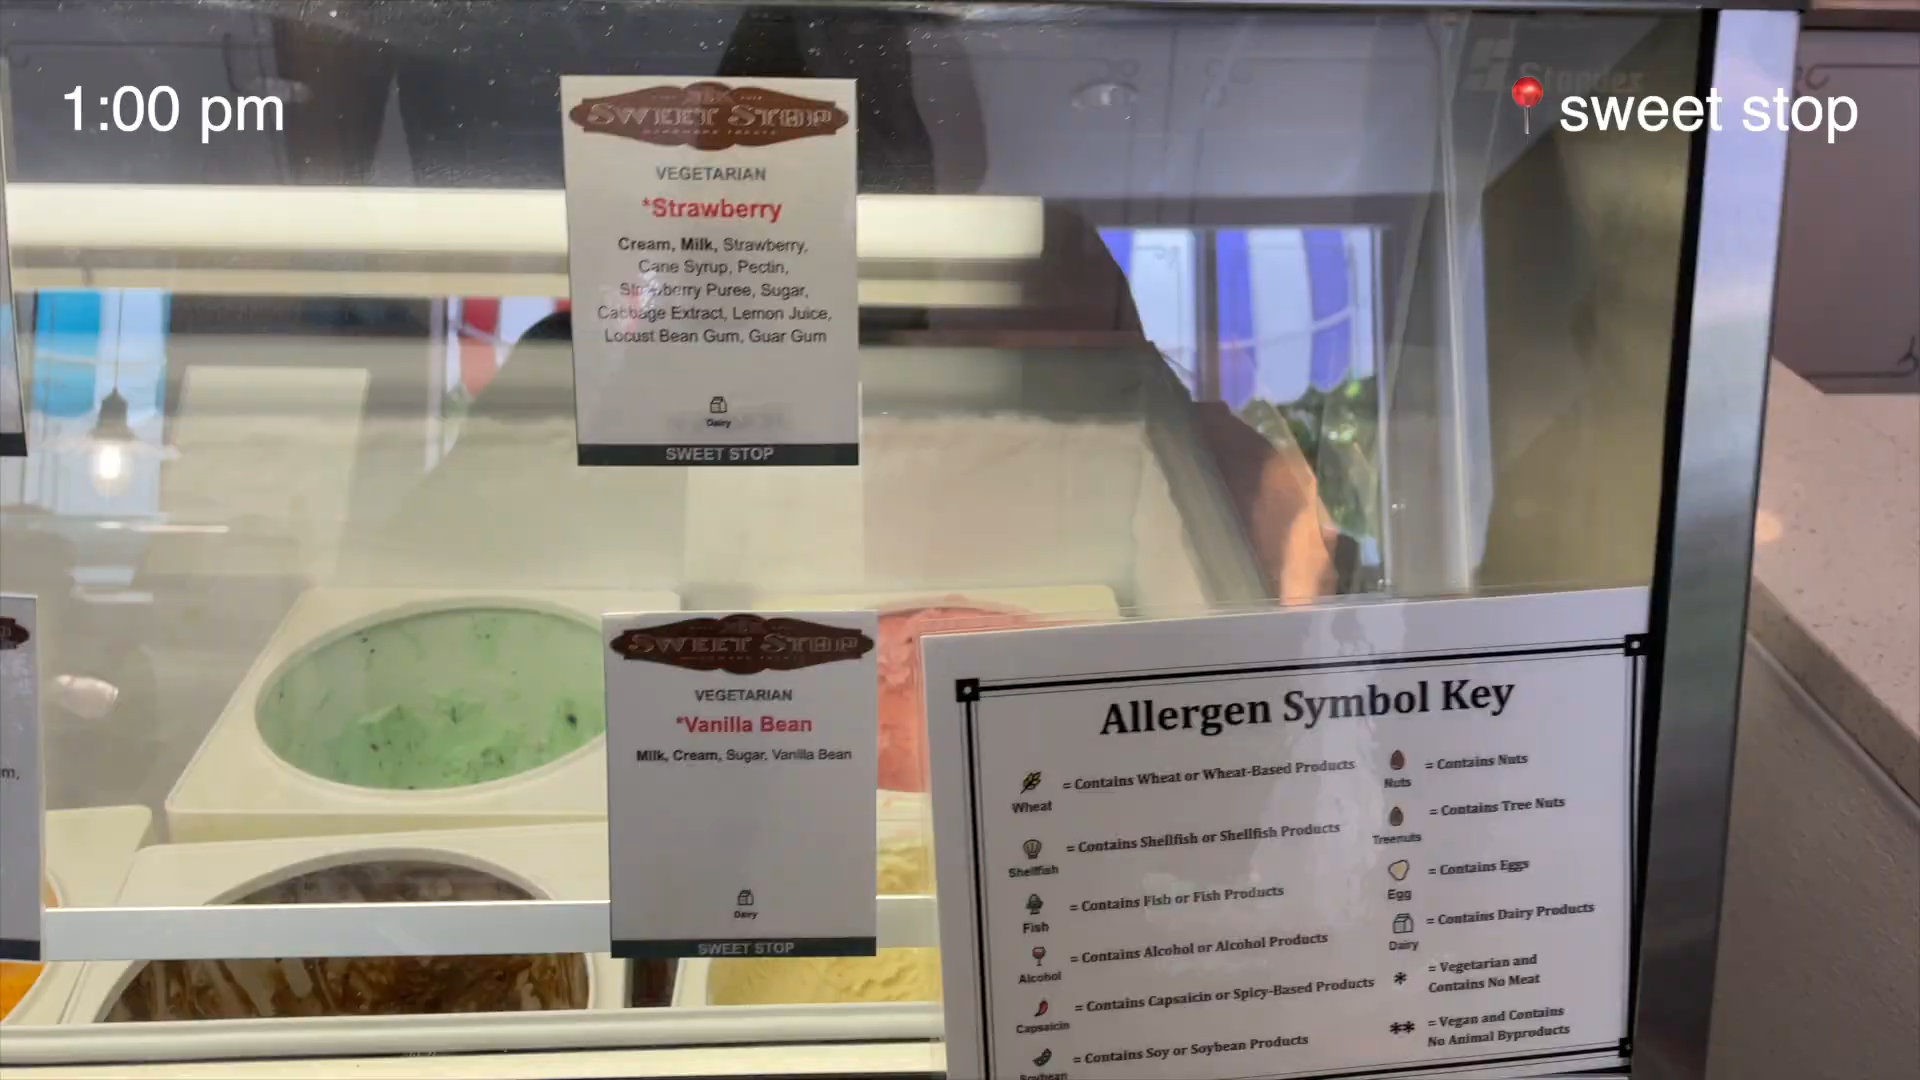 1:00 pm
📍sweet stop
SWEET STOP
HANDMADE TREATS
VEGETARIAN
*Strawberry
Cream, Milk, Strawberry,
Cane Syrup, Pectin,
Strawberry Puree, Sugar,
Cabbage Extract, Lemon Juice,
Locust Bean Gum, Guar Gum
Dairy
SWEET STOP
SWEET STOP
VEGETARIAN
*Vanilla Bean
Milk, Cream, Sugar, Vanilla Bean
Dairy
SWEET STOP
m,
Allergen Symbol Key
Wheat = Contains Wheat or Wheat-Based Products
Shellfish = Contains Shellfish or Shellfish Products
Fish = Contains Fish or Fish Products
Alcohol = Contains Alcohol or Alcohol Products
Capsaicin = Contains Capsaicin or Spicy-Based Products
Soybean = Contains Soy or Soybean Products
Nuts = Contains Nuts
Treenuts = Contains Tree Nuts
Egg = Contains Eggs
Dairy = Contains Dairy Products
* = Vegetarian and
Contains No Meat
** = Vegan and Contains
No Animal Byproducts